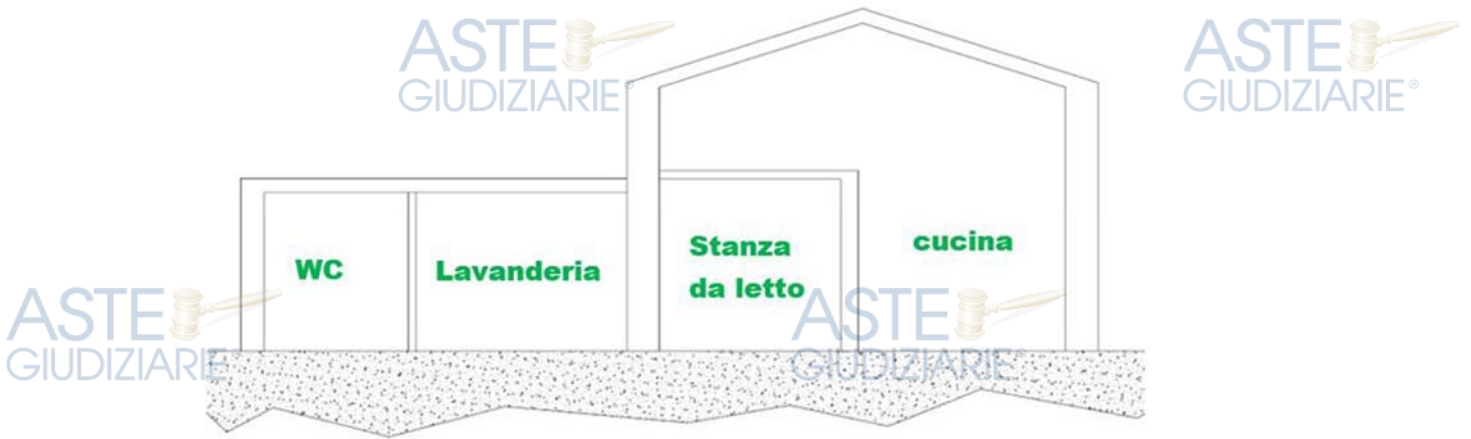 ASTE
GIUDIZIARIE®
ASTE
GIUDIZIARIE®
WC
Lavanderia
Stanza
da letto
cucina
ASTE
GIUDIZIARIE®
ASTE
GIUDIZIARIE®